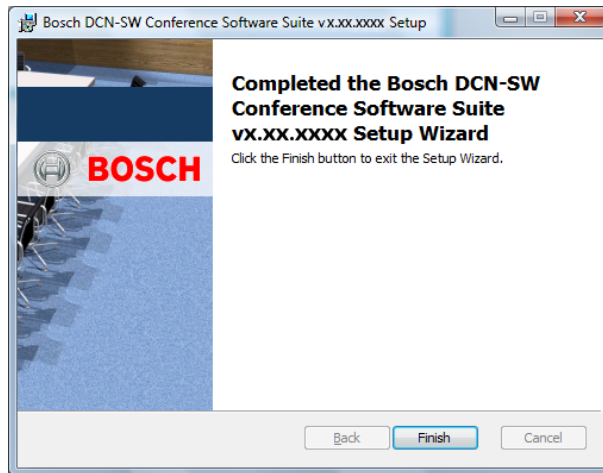 Bosch DCN-SW Conference Software Suite vx.xx.xxxx Setup
Completed the Bosch DCN-SW
Conference Software Suite
vx.xx.xxxx Setup Wizard
Click the Finish button to exit the Setup Wizard.
BOSCH
Back
Finish
Cancel